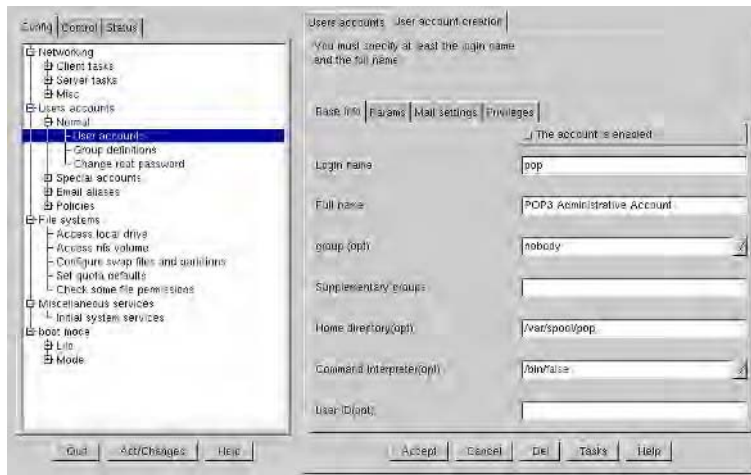 Config Control Status
Networking
Client tasks
Server tasks
Misc
Users accounts
Normal
User accounts
Group definitions
Change root password
Special accounts
Email aliases
Policies
File systems
Access local drive
Access nfs volume
Configure swap files and partitions
Set quota defaults
Check some file permissions
Miscellaneous services
Initial system services
boot mode
Lilo
Mode
Quit Act/Changes Help
Users accounts User account creation
You must specify at least the login name
and the full name
Base info Params Mail settings Privileges
The account is enabled
Login name pop
Full name POP3 Administrative Account
group (opt) nobody
Supplementary groups
Home directory(opt) /var/spool/pop
Command interpreter(opt) /bin/false
User ID(opt)
Accept Cancel Del Tasks Help